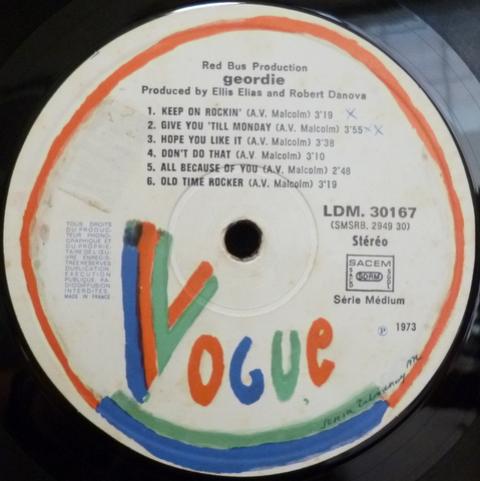 Red Bus Production
geordie
Produced by Ellis Elias and Robert Danova
1. KEEP ON ROCKIN' (A.V. Malcolm) 3'19 X
2. GIVE YOU 'TILL MONDAY (A.V. Malcolm) 3'55 X X
3. HOPE YOU LIKE IT (A.V. Malcolm) 3'38
4. DON'T DO THAT (A.V. Malcolm) 3'10
5. ALL BECAUSE OF YOU (A.V. Malcolm) 2'48
6. OLD TIME ROCKER (A.V. Malcolm) 3'19
LDM. 30167
(SMSRB. 2949 30)
Stéréo
SACEM
SDRM
Série Médium
℗ 1973
TOUS DROITS
DU PRODUC-
TEUR PHONO-
GRAPHIQUE ET
DU PROPRIÉ-
TAIRE DE L'ŒU-
VRE ENREGIS-
TRÉE RÉSERVÉS
DUPLICATION
EXÉCUTION
PUBLIQUE RA-
DIODIFFUSION
INTERDITES.
MADE IN FRANCE
VOGUE